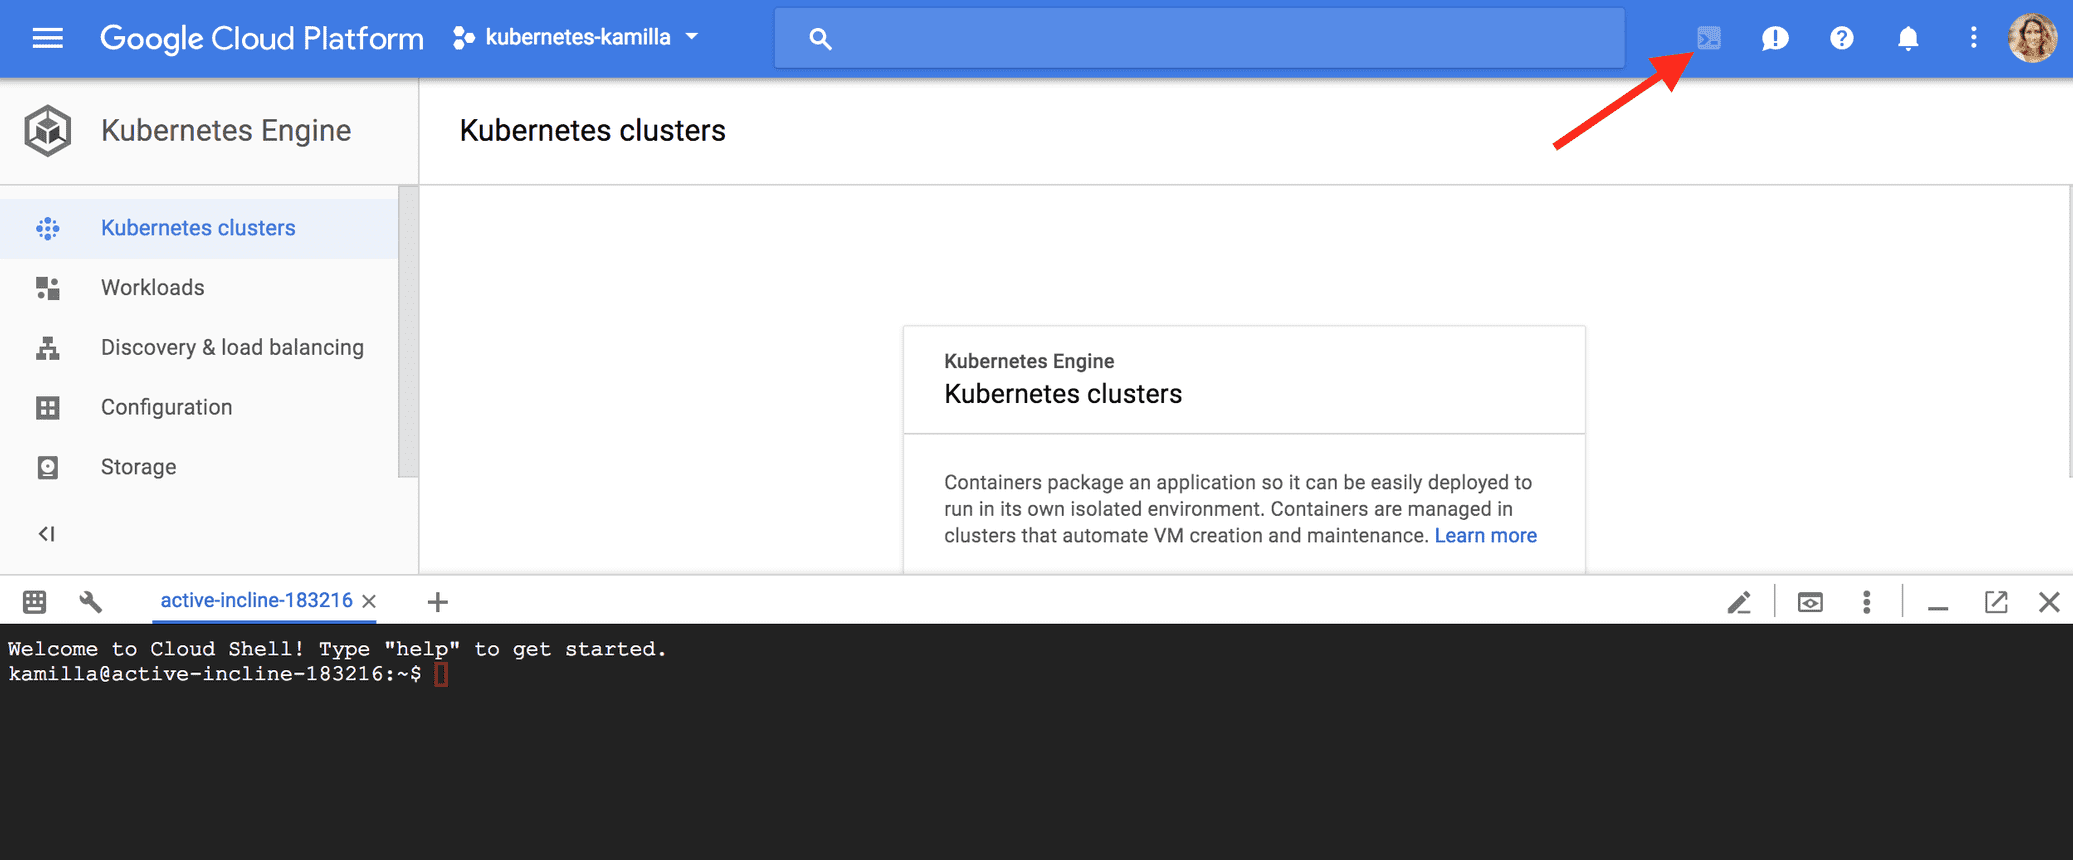 Google Cloud Platform
kubernetes-kamilla
Kubernetes Engine
Kubernetes clusters
Kubernetes clusters
Workloads
Discovery & load balancing
Configuration
Storage
Kubernetes Engine
Kubernetes clusters
Containers package an application so it can be easily deployed to
run in its own isolated environment. Containers are managed in
clusters that automate VM creation and maintenance. Learn more
active-incline-183216
Welcome to Cloud Shell! Type "help" to get started.
kamilla@active-incline-183216:~$